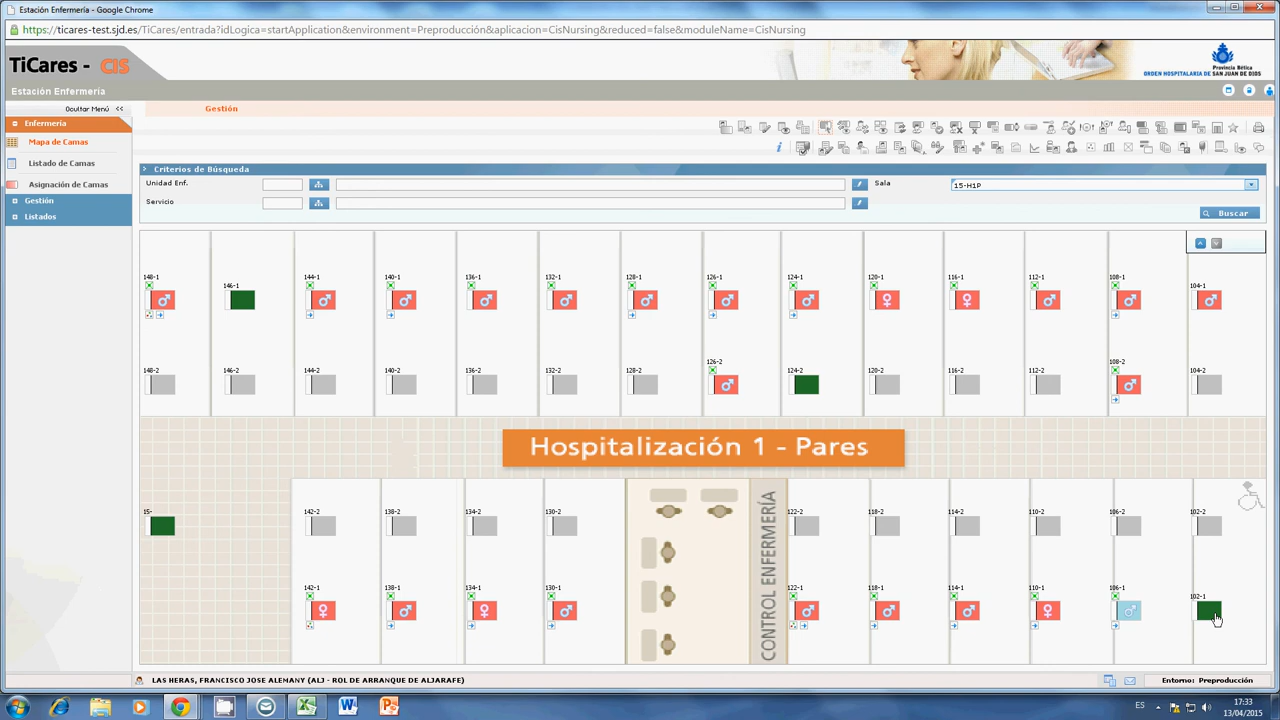 Estación Enfermería - Google Chrome
https://ticares-test.sjd.es/TiCares/entrada?idLogica=startApplication&environment=Preproducción&aplicacion=CisNursing&reduced=false&moduleName=CisNursing
TiCares - CIS
Provincia Bética
ORDEN HOSPITALARIA DE SAN JUAN DE DIOS
Estación Enfermería
Ocultar Menú <<
Gestión
Enfermería
Mapa de Camas
Listado de Camas
Asignación de Camas
Gestión
Listados
Criterios de Búsqueda
Unidad Enf.
Sala
15-H1P
Servicio
Buscar
148-1
146-1
144-1
140-1
136-1
132-1
128-1
126-1
124-1
120-1
116-1
112-1
108-1
104-1
148-2
146-2
144-2
140-2
136-2
132-2
128-2
126-2
124-2
120-2
116-2
112-2
108-2
104-2
Hospitalización 1 - Pares
CONTROL ENFERMERÍA
15-
142-2
138-2
134-2
130-2
122-2
118-2
114-2
110-2
106-2
102-2
142-1
138-1
134-1
130-1
122-1
118-1
114-1
110-1
106-1
102-1
LAS HERAS, FRANCISCO JOSE ALEMANY (ALJ - ROL DE ARRANQUE DE ALJARAFE)
Entorno: Preproducción
ES
17:33
13/04/2015